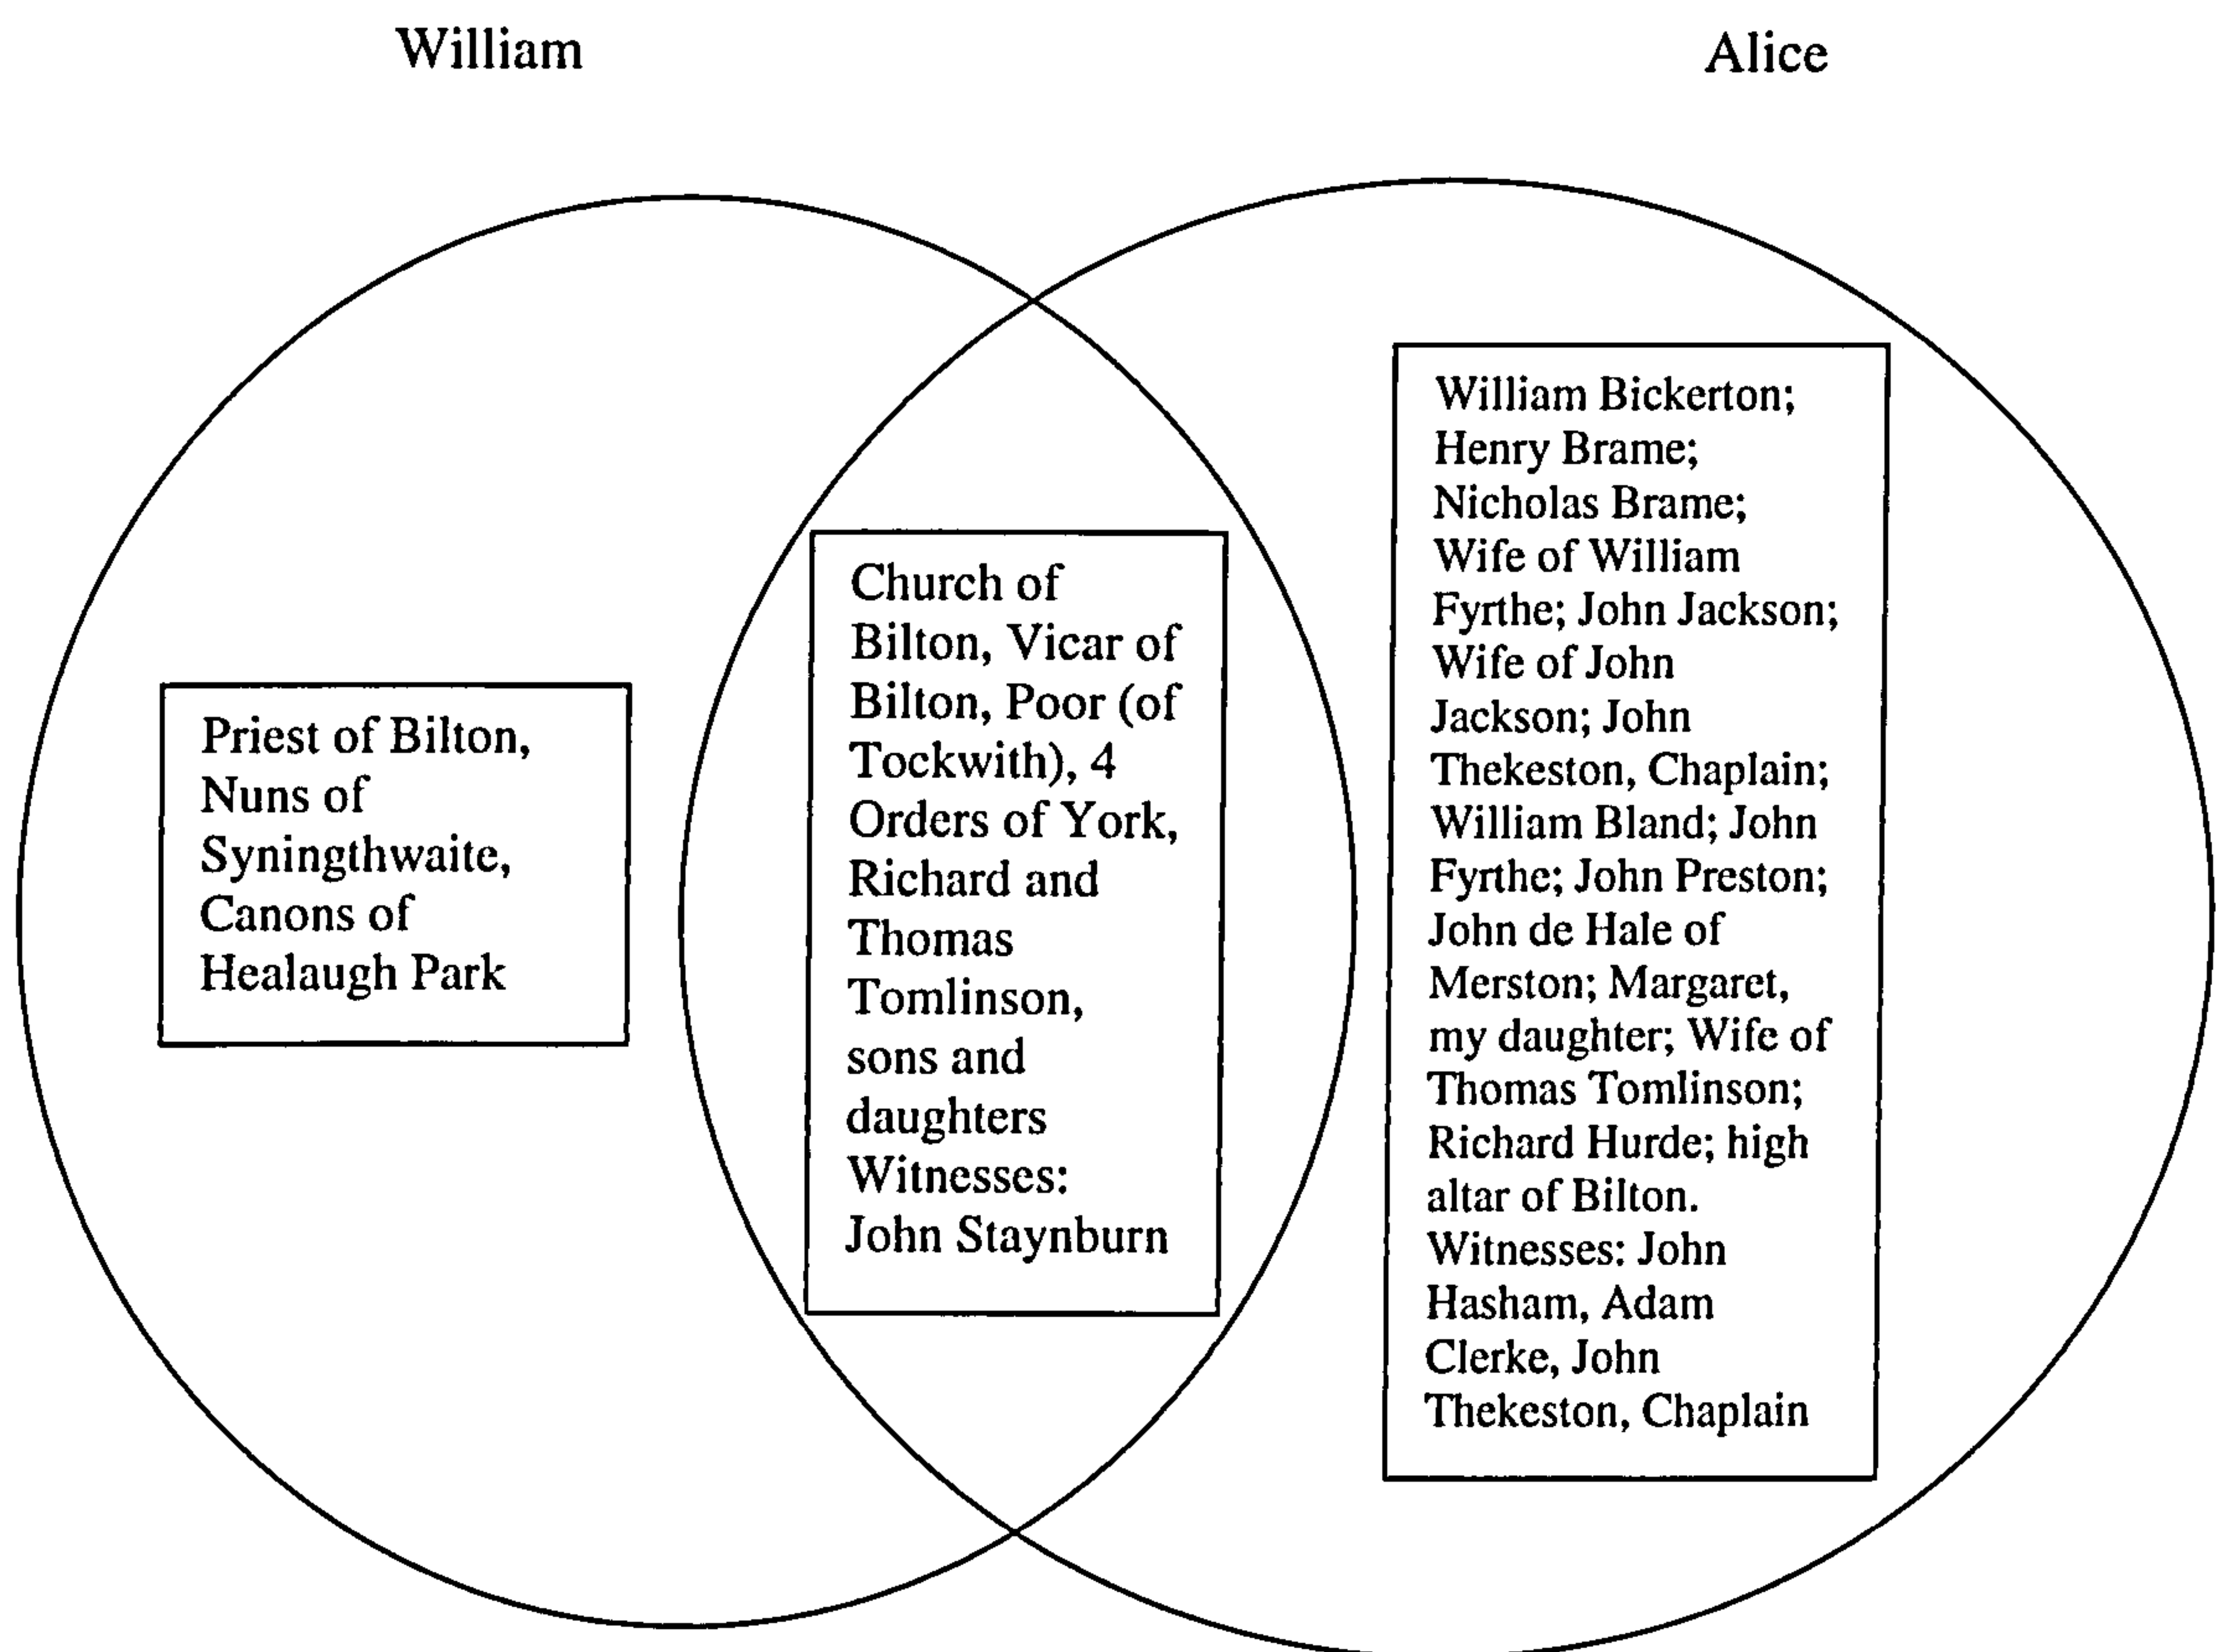 William
Alice
Priest of Bilton,
Nuns of
Syningthwaite,
Canons of
Healaugh Park
Church of
Bilton, Vicar of
Bilton, Poor (of
Tockwith), 4
Orders of York,
Richard and
Thomas
Tomlinson,
sons and
daughters
Witnesses:
John Staynburn
William Bickerton;
Henry Brame;
Nicholas Brame;
Wife of William
Fyrthe; John Jackson;
Wife of John
Jackson; John
Thekeston, Chaplain;
William Bland; John
Fyrthe; John Preston;
John de Hale of
Merston; Margaret,
my daughter; Wife of
Thomas Tomlinson;
Richard Hurde; high
altar of Bilton.
Witnesses: John
Hasham, Adam
Clerke, John
Thekeston, Chaplain